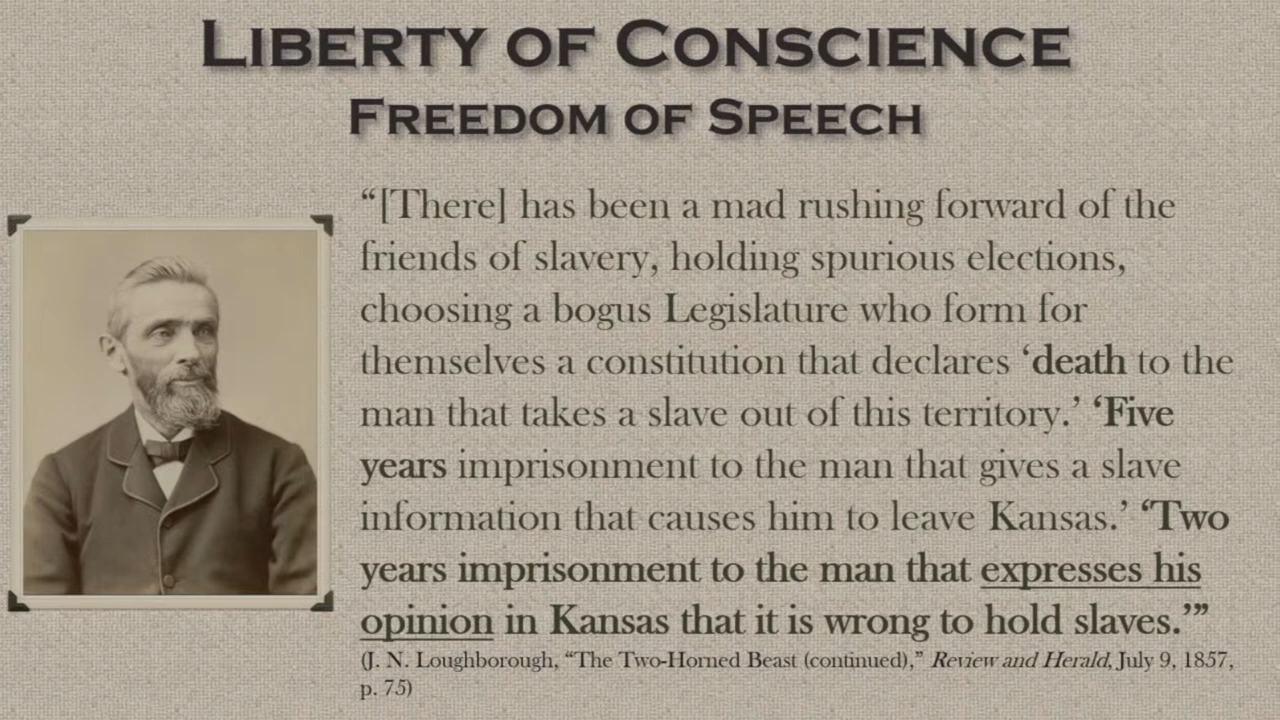 LIBERTY OF CONSCIENCE
FREEDOM OF SPEECH
“[There] has been a mad rushing forward of the
friends of slavery, holding spurious elections,
choosing a bogus Legislature who form for
themselves a constitution that declares ‘death to the
man that takes a slave out of this territory.’ ‘Five
years imprisonment to the man that gives a slave
information that causes him to leave Kansas.’ ‘Two
years imprisonment to the man that expresses his
opinion in Kansas that it is wrong to hold slaves.’”
(J. N. Loughborough, “The Two-Horned Beast (continued),” Review and Herald, July 9, 1857,
p. 75)